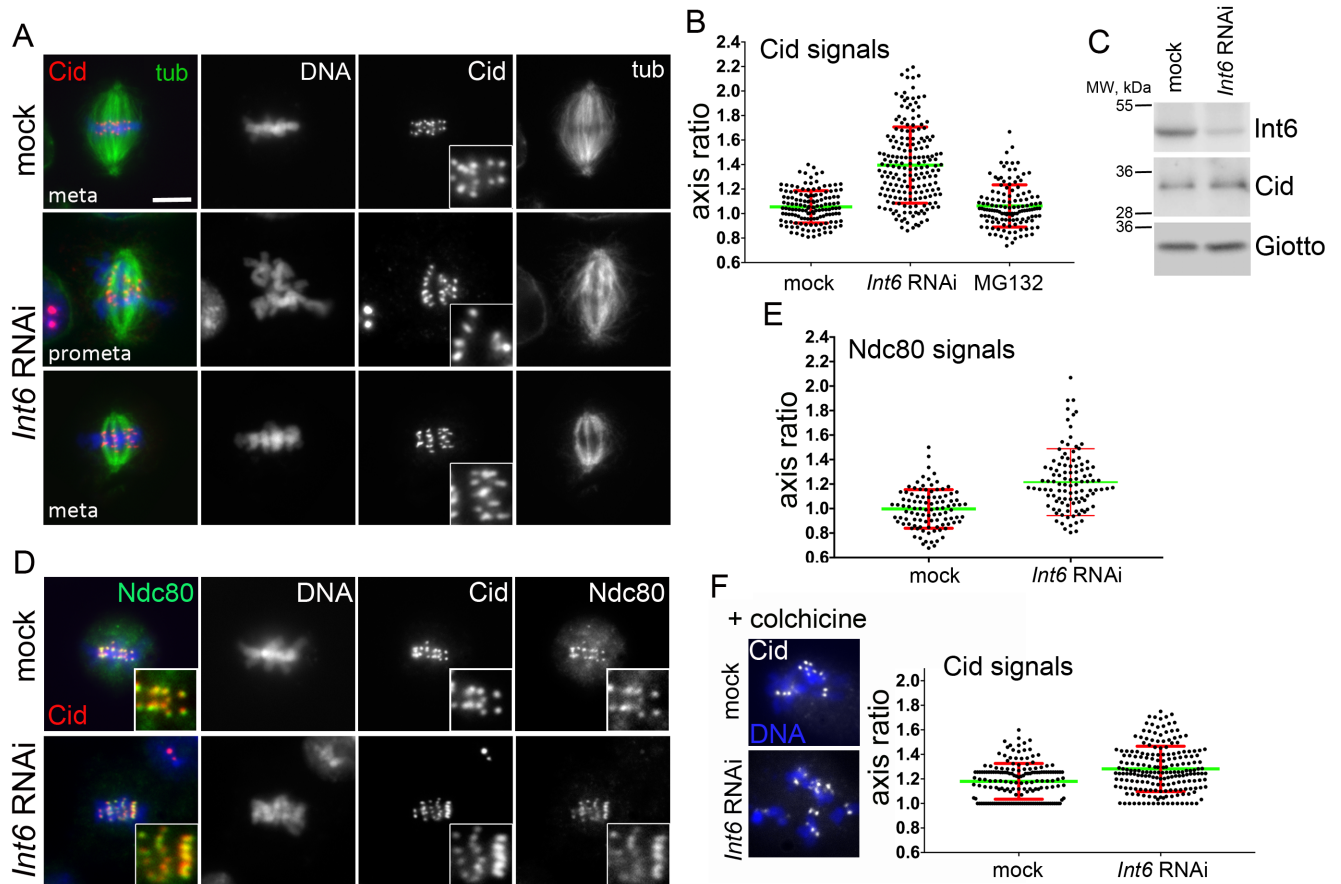 A
Cid tub
DNA
Cid
tub
mock
meta
Int6 RNAi
prometa
meta
B
Cid signals
axis ratio
2.4
2.2
2.0
1.8
1.6
1.4
1.2
1.0
0.8
0.6
mock
Int6 RNAi
MG132
C
mock
Int6 RNAi
MW, kDa
55
Int6
36
Cid
28
36
Giotto
D
Ndc80
DNA
Cid
Ndc80
mock
Cid
Int6 RNAi
E
Ndc80 signals
axis ratio
2.4
2.2
2.0
1.8
1.6
1.4
1.2
1.0
0.8
0.6
mock
Int6 RNAi
F
+ colchicine
mock
Cid
DNA
Int6 RNAi
Cid signals
axis ratio
2.0
1.8
1.6
1.4
1.2
1.0
0.8
0.6
mock
Int6 RNAi